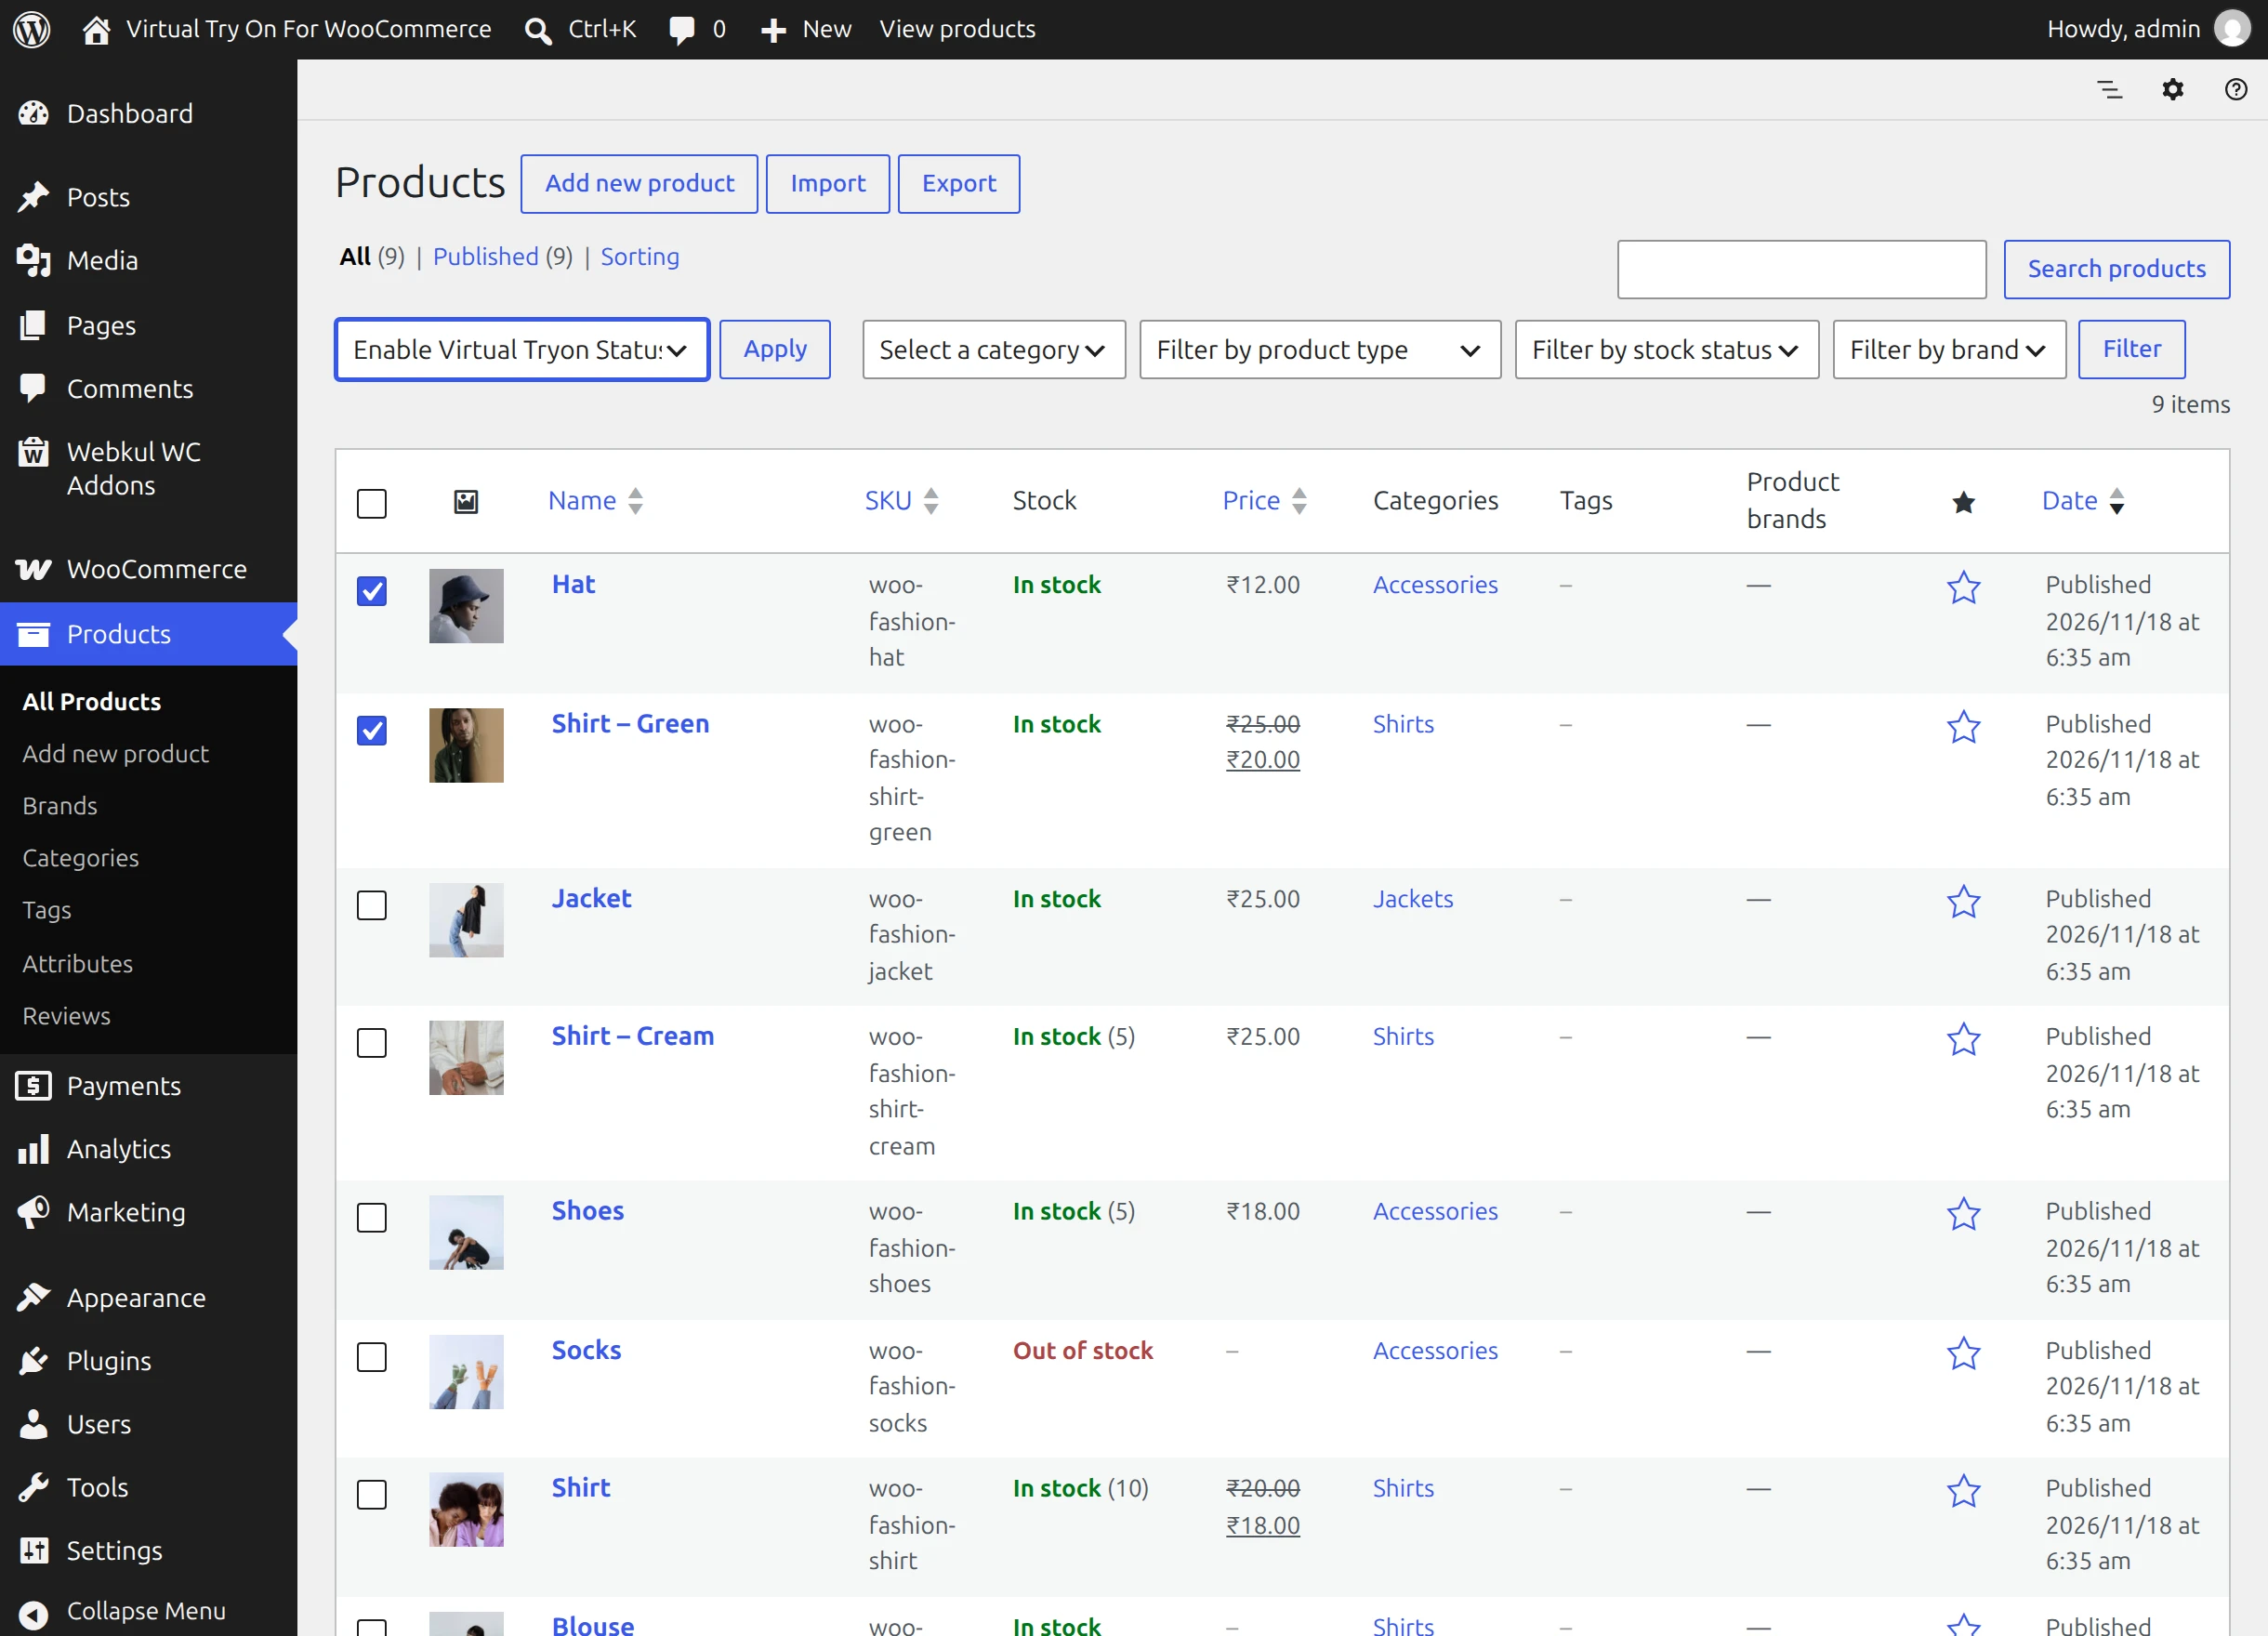 Virtual Try On For WooCommerce Ctrl+K 0 New View products Howdy, admin
Dashboard
Posts
Media
Pages
Comments
Webkul WC
Addons
WooCommerce
Products
All Products
Add new product
Brands
Categories
Tags
Attributes
Reviews
Payments
Analytics
Marketing
Appearance
Plugins
Users
Tools
Settings
Collapse Menu
Products Add new product Import Export
All (9) | Published (9) | Sorting
Search products
Enable Virtual Tryon Apply Select a category Filter by product type Filter by stock status Filter by brand Filter
9 items
Name SKU Stock Price Categories Tags Product
brands Date
Hat woo- In stock ₹12.00 Accessories – — Published
fashion- 2026/11/18 at
hat 6:35 am
Shirt – Green woo- In stock ₹25.00 Shirts – — Published
fashion- ₹20.00 2026/11/18 at
shirt- 6:35 am
green
Jacket woo- In stock ₹25.00 Jackets – — Published
fashion- 2026/11/18 at
jacket 6:35 am
Shirt – Cream woo- In stock (5) ₹25.00 Shirts – — Published
fashion- 2026/11/18 at
shirt- 6:35 am
cream
Shoes woo- In stock (5) ₹18.00 Accessories – — Published
fashion- 2026/11/18 at
shoes 6:35 am
Socks woo- Out of stock – Accessories – — Published
fashion- 2026/11/18 at
socks 6:35 am
Shirt woo- In stock (10) ₹20.00 Shirts – — Published
fashion- ₹18.00 2026/11/18 at
shirt 6:35 am
Blouse woo- In stock – Shirts – — Published